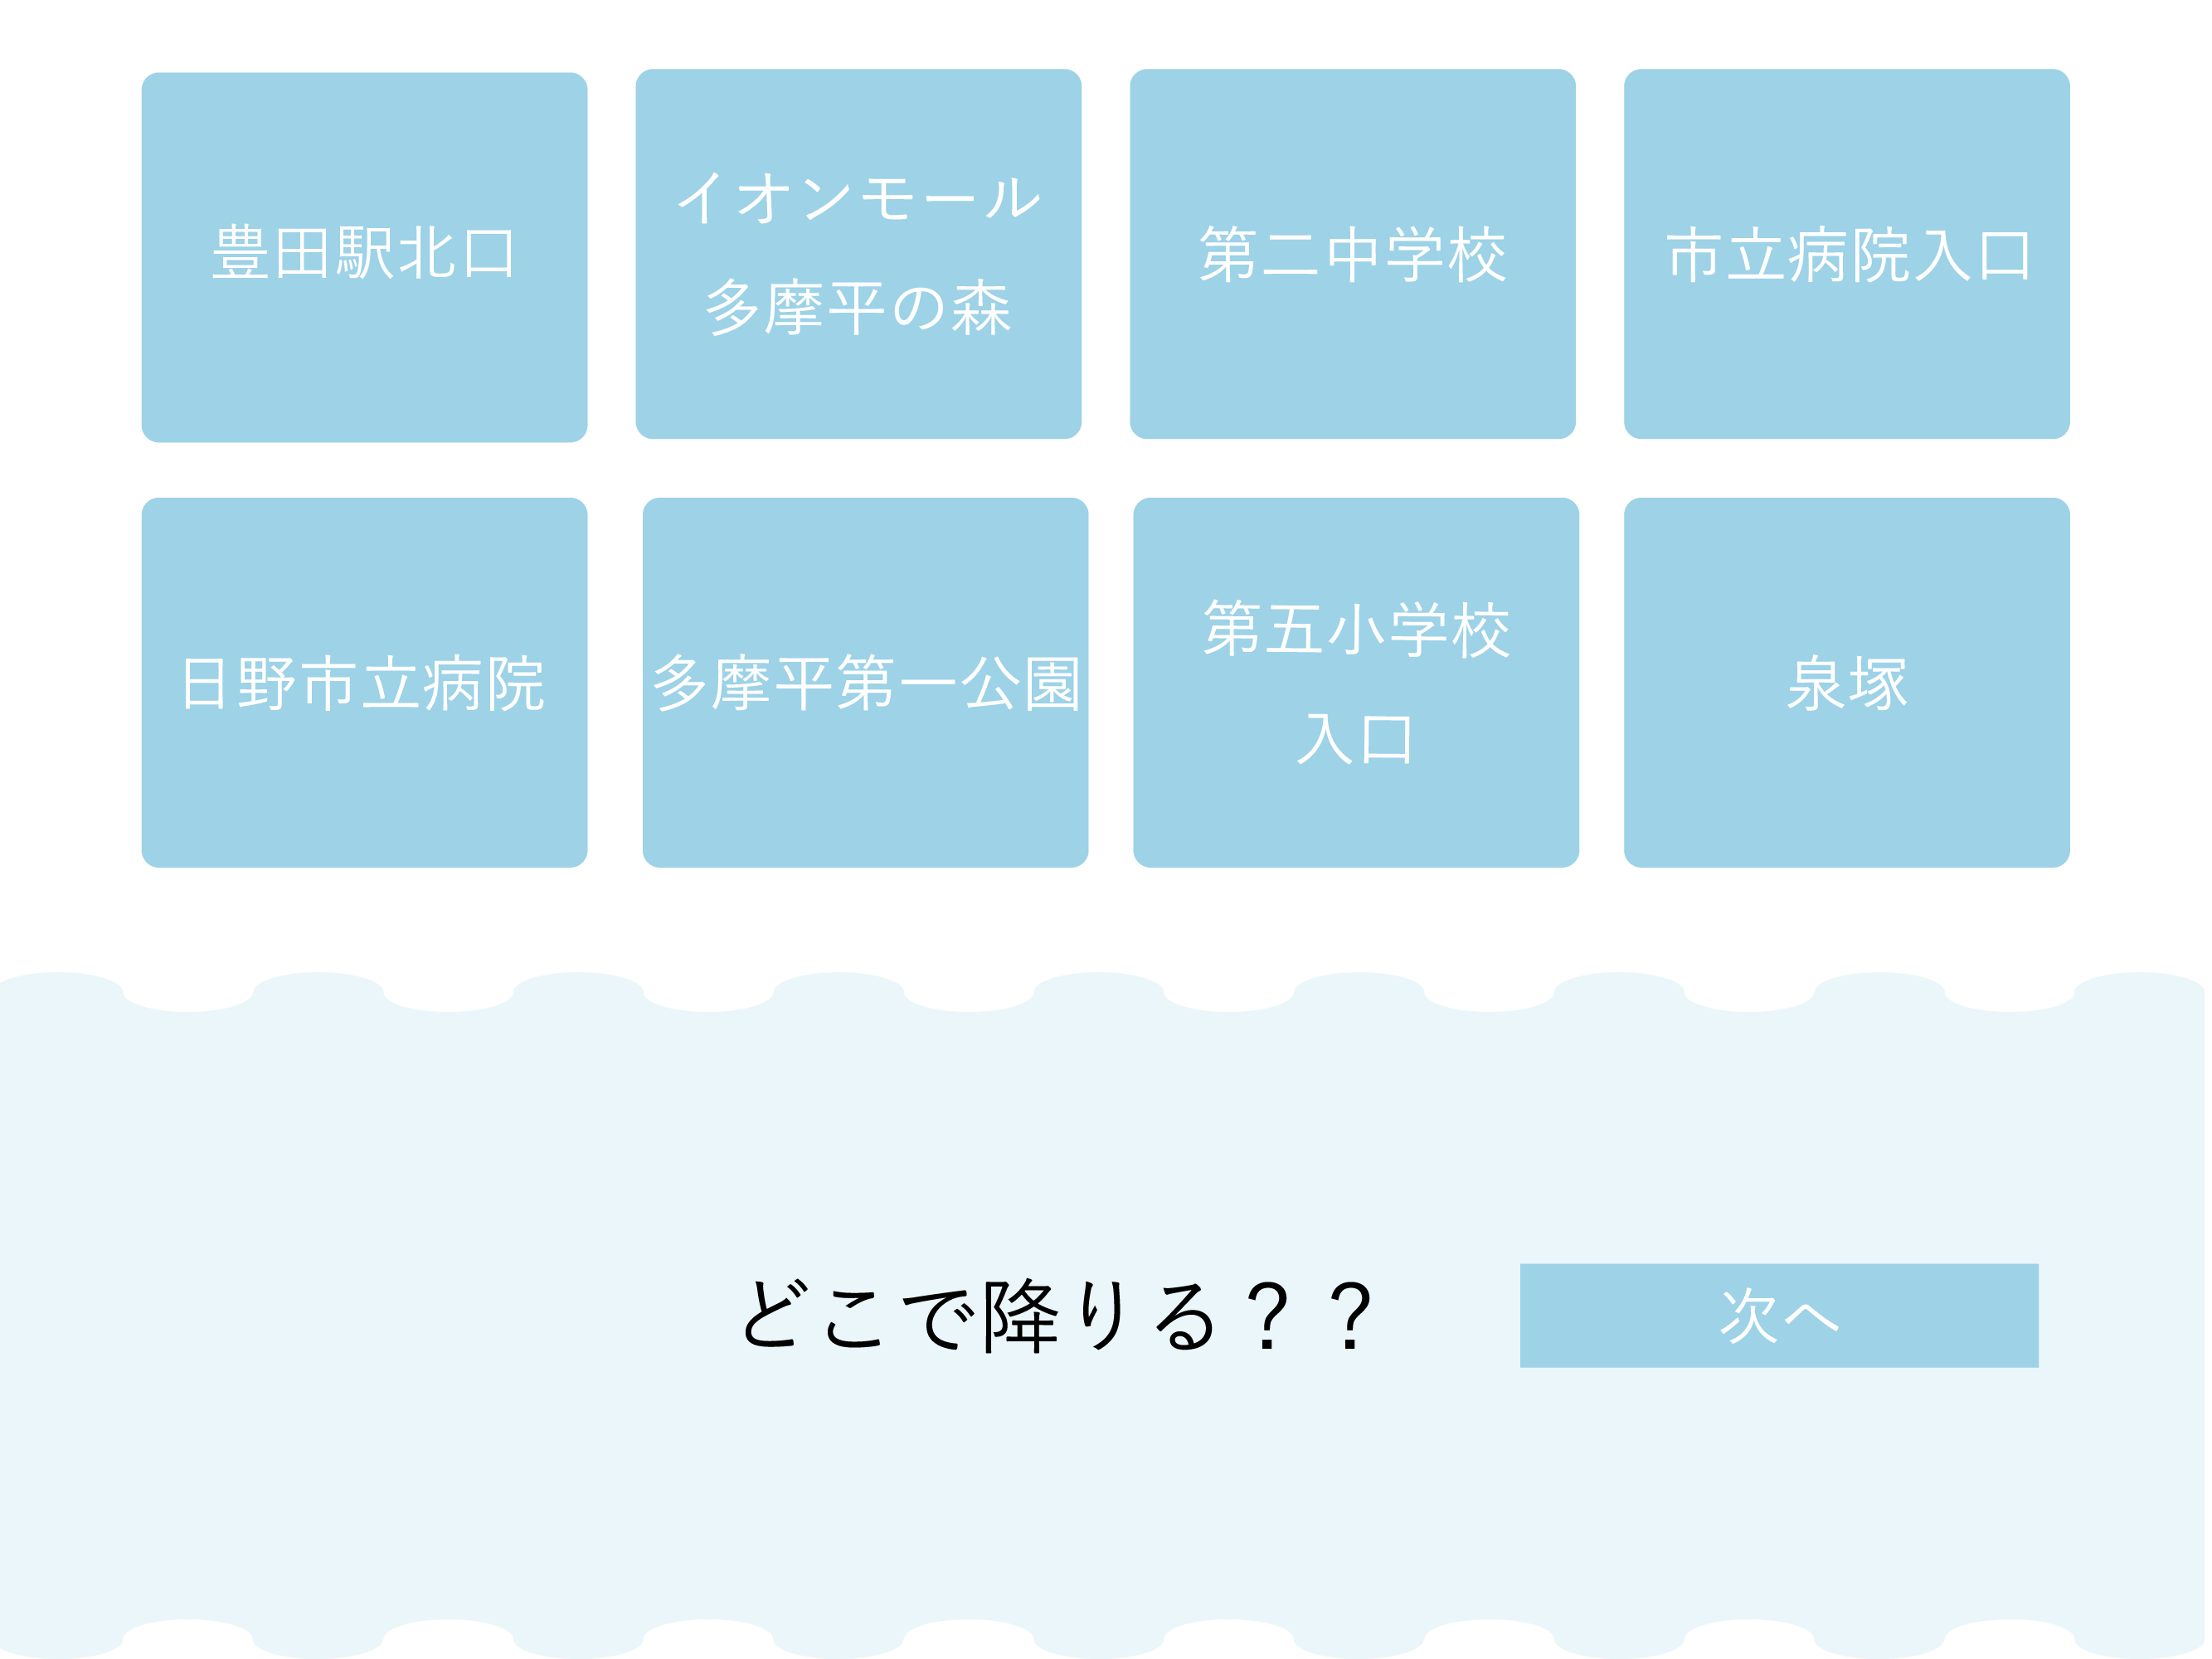 豊田駅北口
イオンモール
多摩平の森
第二中学校
市立病院入口
日野市立病院
多摩平第一公園
第五小学校
入口
泉塚
どこで降りる？？
次へ